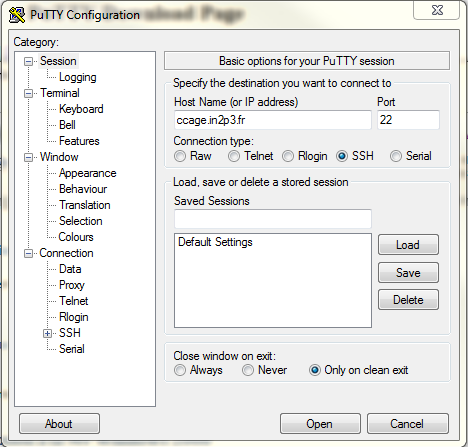 PuTTY Download Page
PuTTY Configuration
Category:
Session
Logging
Terminal
Keyboard
Bell
Features
Window
Appearance
Behaviour
Translation
Selection
Colours
Connection
Data
Proxy
Telnet
Rlogin
SSH
Serial
Basic options for your PuTTY session
Specify the destination you want to connect to
Host Name (or IP address) Port
ccage.in2p3.fr 22
Connection type:
Raw Telnet Rlogin SSH Serial
Load, save or delete a stored session
Saved Sessions
Default Settings
Load
Save
Delete
Close window on exit:
Always Never Only on clean exit
About Open Cancel